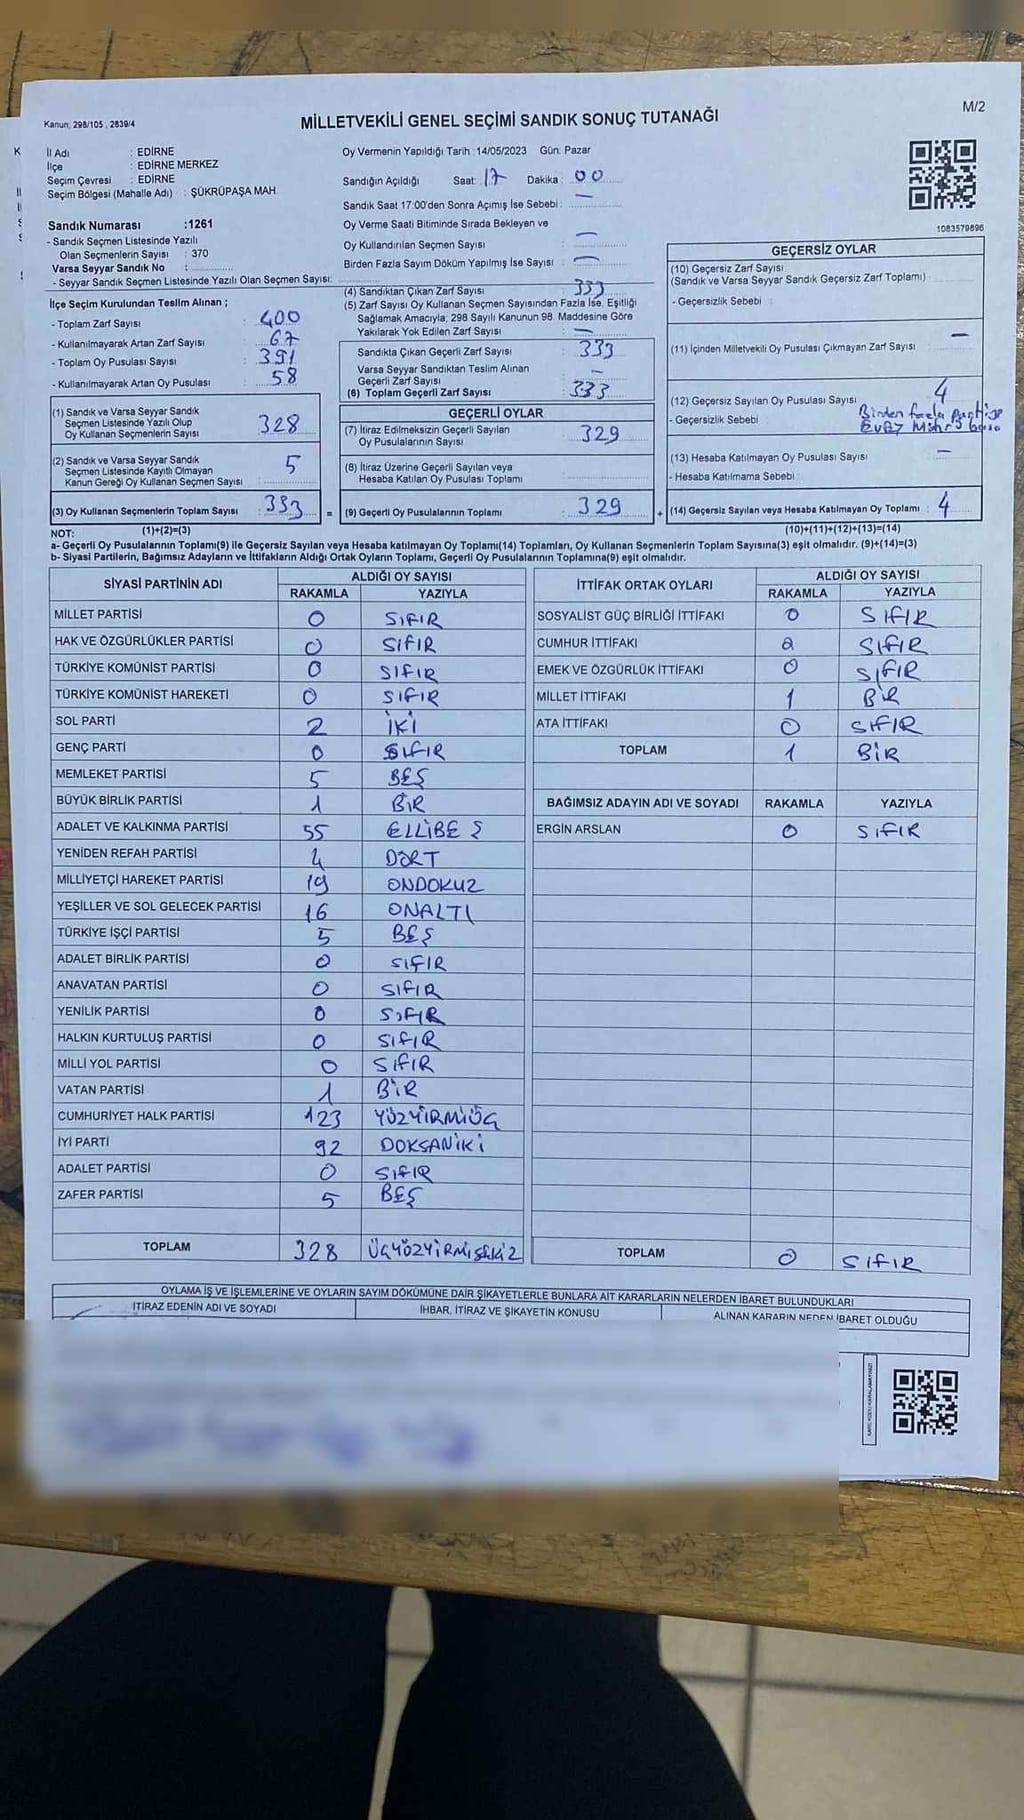 M/2
Kanun, 298/105 , 2839/4
MİLLETVEKİLİ GENEL SEÇİMİ SANDIK SONUÇ TUTANAĞI
İl Adı : EDİRNE
İlçe : EDİRNE MERKEZ
Seçim Çevresi : EDİRNE
Seçim Bölgesi (Mahalle Adı) : ŞÜKRÜPAŞA MAH.
Sandık Numarası :1261
- Sandık Seçmen Listesinde Yazılı
Olan Seçmenlerin Sayısı : 370
Varsa Seyyar Sandık No :
- Seyyar Sandık Seçmen Listesinde Yazılı Olan Seçmen Sayısı:
Oy Vermenin Yapıldığı Tarih :14/05/2023 Gün: Pazar
Sandığın Açıldığı Saat: 17 Dakika : 00
Sandık Saat 17:00'den Sonra Açımış İse Sebebi : —
Oy Verme Saati Bitiminde Sırada Bekleyen ve
Oy Kullandırılan Seçmen Sayısı : —
Birden Fazla Sayım Döküm Yapılmış İse Sayısı : —
1083579896
İlçe Seçim Kurulundan Teslim Alınan ;
- Toplam Zarf Sayısı : 400
- Kullanılmayarak Artan Zarf Sayısı : 67
- Toplam Oy Pusulası Sayısı : 391
- Kullanılmayarak Artan Oy Pusulası : 58
(1) Sandık ve Varsa Seyyar Sandık
Seçmen Listesinde Yazılı Olup
Oy Kullanan Seçmenlerin Sayısı : 328
(2) Sandık ve Varsa Seyyar Sandık
Seçmen Listesinde Kayıtlı Olmayan
Kanun Gereği Oy Kullanan Seçmen Sayısı : 5
(3) Oy Kullanan Seçmenlerin Toplam Sayısı : 333 =
(4) Sandıktan Çıkan Zarf Sayısı : 333
(5) Zarf Sayısı Oy Kullanan Seçmen Sayısından Fazla İse, Eşitliği
Sağlamak Amacıyla; 298 Sayılı Kanunun 98. Maddesine Göre
Yakılarak Yok Edilen Zarf Sayısı : —
Sandıkta Çıkan Geçerli Zarf Sayısı : 333
Varsa Seyyar Sandıktan Teslim Alınan
Geçerli Zarf Sayısı : —
(6) Toplam Geçerli Zarf Sayısı : 333
GEÇERLİ OYLAR
(7) İtiraz Edilmeksizin Geçerli Sayılan
Oy Pusulalarının Sayısı : 329
(8) İtiraz Üzerine Geçerli Sayılan veya
Hesaba Katılan Oy Pusulası Toplamı :
(9) Geçerli Oy Pusulalarının Toplamı : 329 +
GEÇERSİZ OYLAR
(10) Geçersiz Zarf Sayısı
(Sandık ve Varsa Seyyar Sandık Geçersiz Zarf Toplamı) :
- Geçersizlik Sebebi :
(11) İçinden Milletvekili Oy Pusulası Çıkmayan Zarf Sayısı : —
(12) Geçersiz Sayılan Oy Pusulası Sayısı : 4
- Geçersizlik Sebebi : Birden fazla
(13) Hesaba Katılmayan Oy Pusulası Sayısı : —
- Hesaba Katılmama Sebebi :
(14) Geçersiz Sayılan veya Hesaba Katılmayan Oy Toplamı : 4
NOT: (1)+(2)=(3) (10)+(11)+(12)+(13)=(14)
a- Geçerli Oy Pusulalarının Toplamı(9) ile Geçersiz Sayılan veya Hesaba katılmayan Oy Toplamı(14) Toplamları, Oy Kullanan Seçmenlerin Toplam Sayısına(3) eşit olmalıdır. (9)+(14)=(3)
b- Siyasi Partilerin, Bağımsız Adayların ve İttifakların Aldığı Ortak Oyların Toplamı, Geçerli Oy Pusulalarının Toplamına(9) eşit olmalıdır.
SİYASİ PARTİNİN ADI ALDIĞI OY SAYISI
RAKAMLA YAZIYLA
MİLLET PARTİSİ 0 SIFIR
HAK VE ÖZGÜRLÜKLER PARTİSİ 0 SIFIR
TÜRKİYE KOMÜNİST PARTİSİ 0 SIFIR
TÜRKİYE KOMÜNİST HAREKETİ 0 SIFIR
SOL PARTİ 2 İKİ
GENÇ PARTİ 0 SIFIR
MEMLEKET PARTİSİ 5 BEŞ
BÜYÜK BİRLİK PARTİSİ 1 BİR
ADALET VE KALKINMA PARTİSİ 55 ELLİBEŞ
YENİDEN REFAH PARTİSİ 4 DÖRT
MİLLİYETÇİ HAREKET PARTİSİ 19 ONDOKUZ
YEŞİLLER VE SOL GELECEK PARTİSİ 16 ONALTI
TÜRKİYE İŞÇİ PARTİSİ 5 BEŞ
ADALET BİRLİK PARTİSİ 0 SIFIR
ANAVATAN PARTİSİ 0 SIFIR
YENİLİK PARTİSİ 0 SIFIR
HALKIN KURTULUŞ PARTİSİ 0 SIFIR
MİLLİ YOL PARTİSİ 0 SIFIR
VATAN PARTİSİ 1 BİR
CUMHURİYET HALK PARTİSİ 123 YÜZYİRMİÜÇ
İYİ PARTİ 92 DOKSANİKİ
ADALET PARTİSİ 0 SIFIR
ZAFER PARTİSİ 5 BEŞ
TOPLAM 328 ÜÇYÜZYİRMİSEKİZ
İTTİFAK ORTAK OYLARI ALDIĞI OY SAYISI
RAKAMLA YAZIYLA
SOSYALİST GÜÇ BİRLİĞİ İTTİFAKI 0 SIFIR
CUMHUR İTTİFAKI 0 SIFIR
EMEK VE ÖZGÜRLÜK İTTİFAKI 0 SIFIR
MİLLET İTTİFAKI 1 BİR
ATA İTTİFAKI 0 SIFIR
TOPLAM 1 BİR
BAĞIMSIZ ADAYIN ADI VE SOYADI RAKAMLA YAZIYLA
ERGİN ARSLAN 0 SIFIR
TOPLAM 0 SIFIR
OYLAMA İŞ VE İŞLEMLERİNE VE OYLARIN SAYIM DÖKÜMÜNE DAİR ŞİKAYETLERLE BUNLARA AİT KARARLARIN NELERDEN İBARET BULUNDUKLARI
İTİRAZ EDENİN ADI VE SOYADI İHBAR, İTİRAZ VE ŞİKAYETİN KONUSU ALINAN KARARIN NEDEN İBARET OLDUĞU